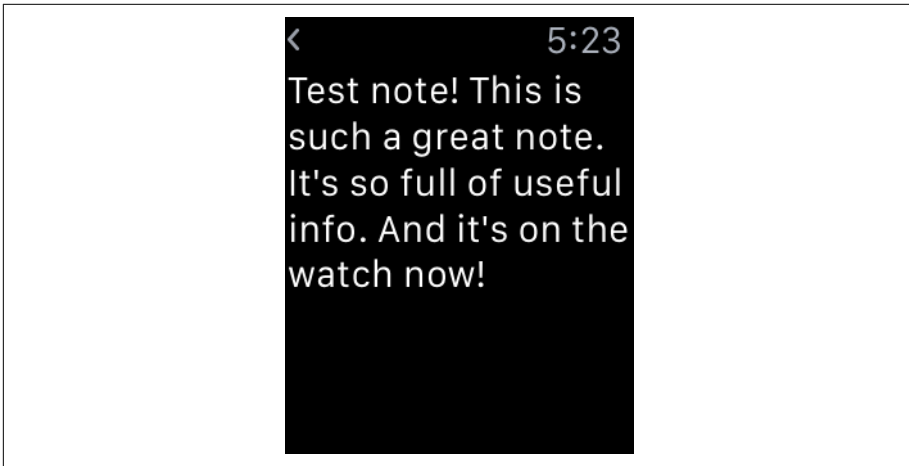 5:23
Test note! This is
such a great note.
It's so full of useful
info. And it's on the
watch now!